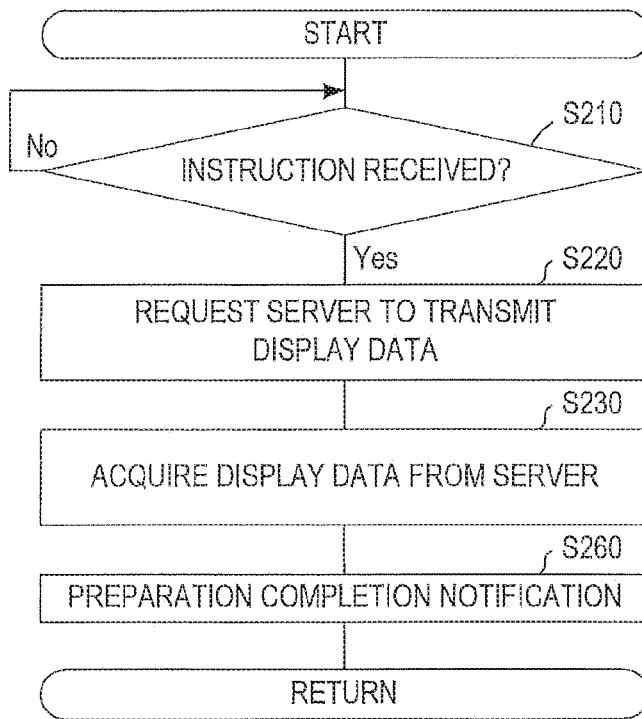 START
S210
No
INSTRUCTION RECEIVED?
Yes
S220
REQUEST SERVER TO TRANSMIT
DISPLAY DATA
S230
ACQUIRE DISPLAY DATA FROM SERVER
S260
PREPARATION COMPLETION NOTIFICATION
RETURN